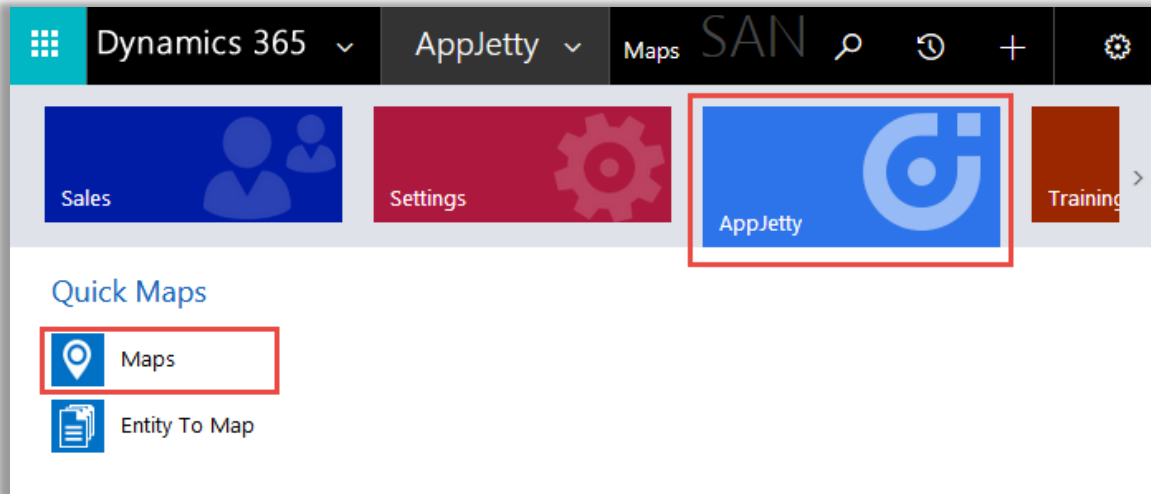 Dynamics 365 AppJetty Maps SAN
Sales Settings AppJetty Training
Quick Maps
Maps
Entity To Map